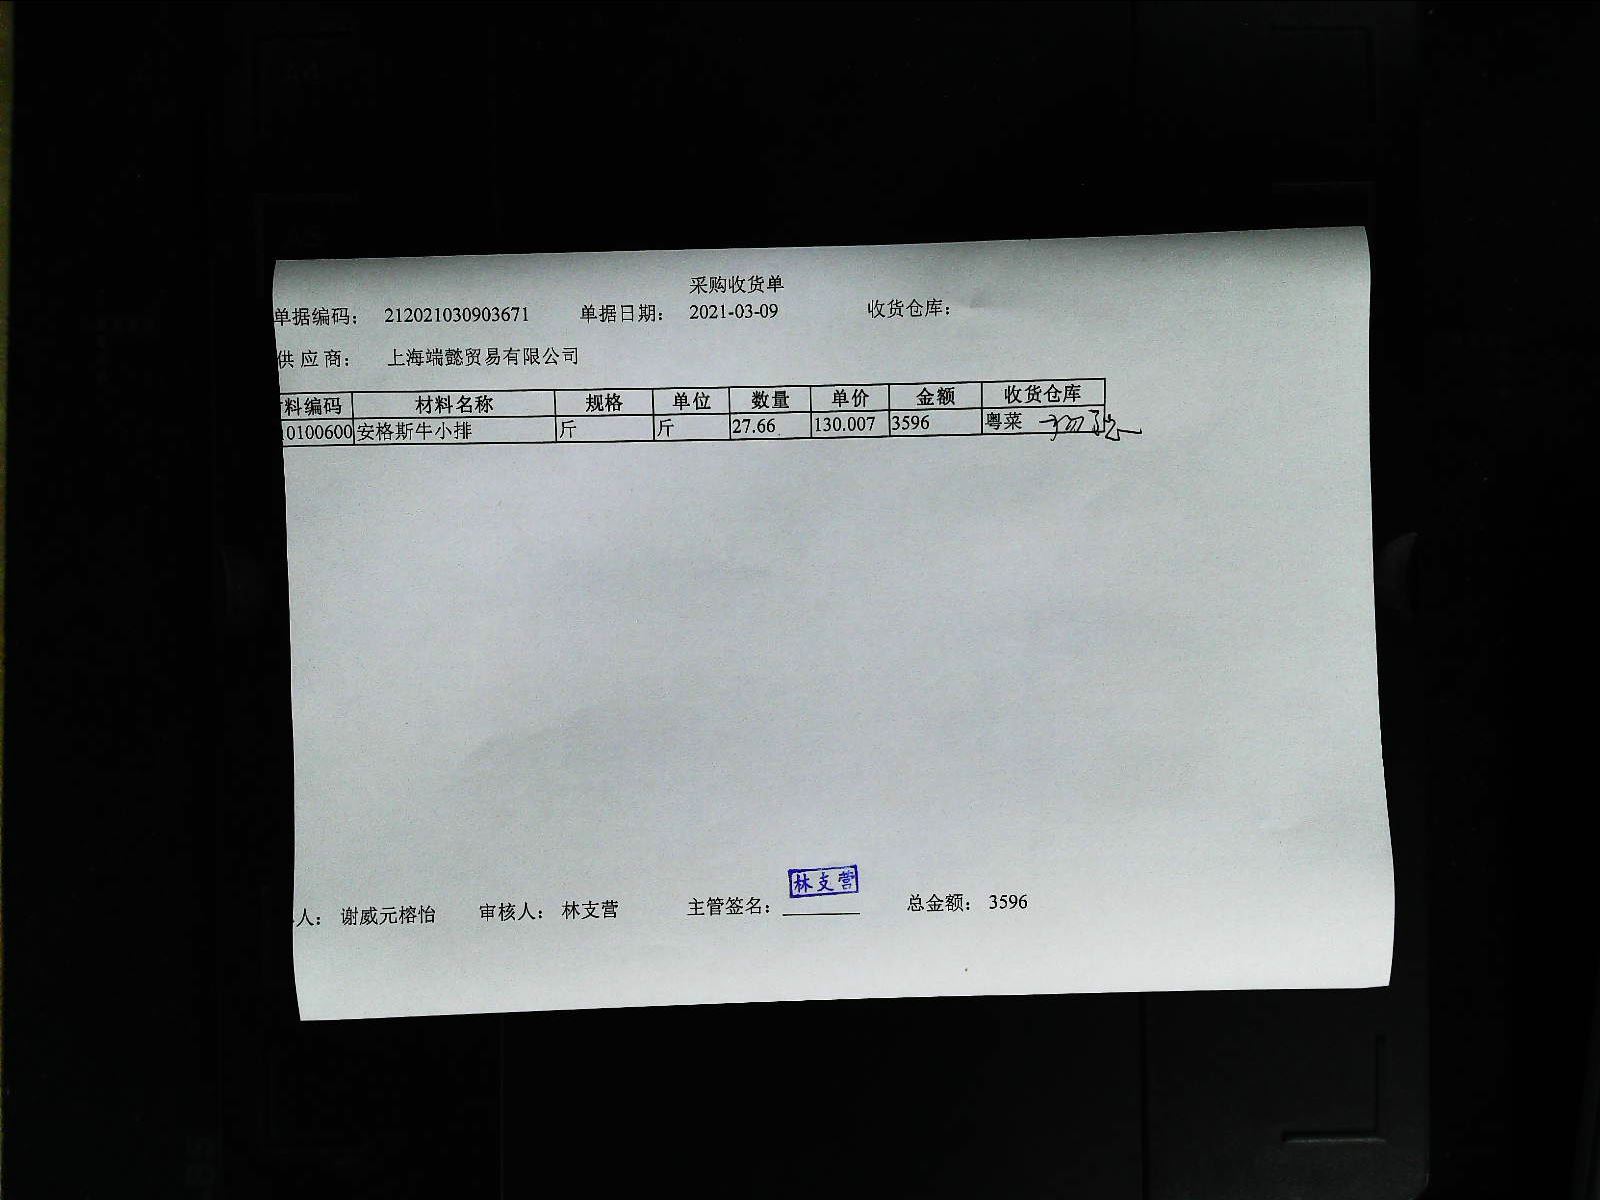 采购收货单
单据编码: 212021030903671 单据日期: 2021-03-09 收货仓库:
供应商: 上海端懿贸易有限公司
料编码 材料名称 规格 单位 数量 单价 金额 收货仓库
0100600 安格斯牛小排 斤 斤 27.66 130.007 3596 粤菜
林支营
人: 谢威元榕怡 审核人: 林支营 主管签名: 总金额: 3596